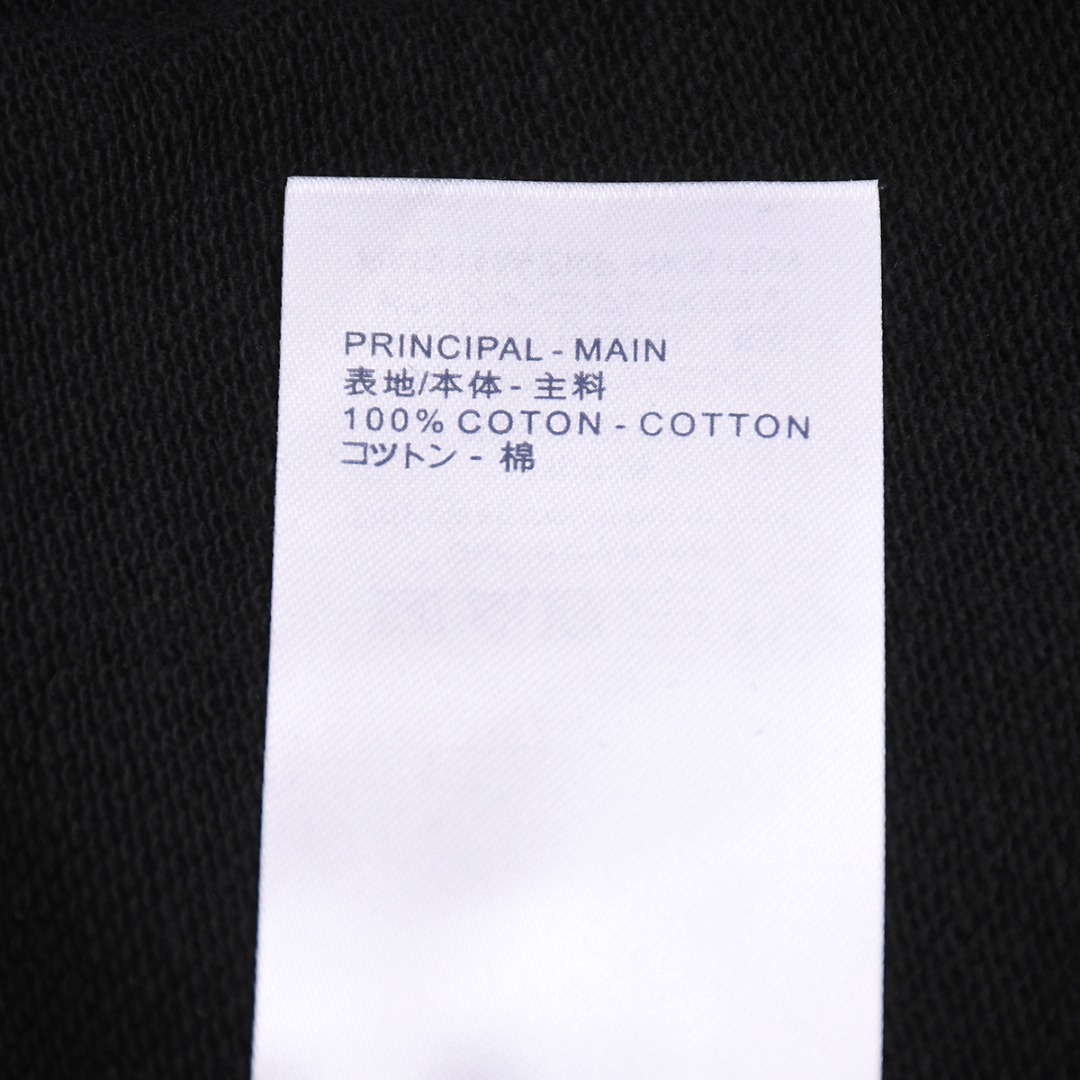 PRINCIPAL - MAIN
表地/本体 - 主料
100% COTON - COTTON
コツトン - 棉